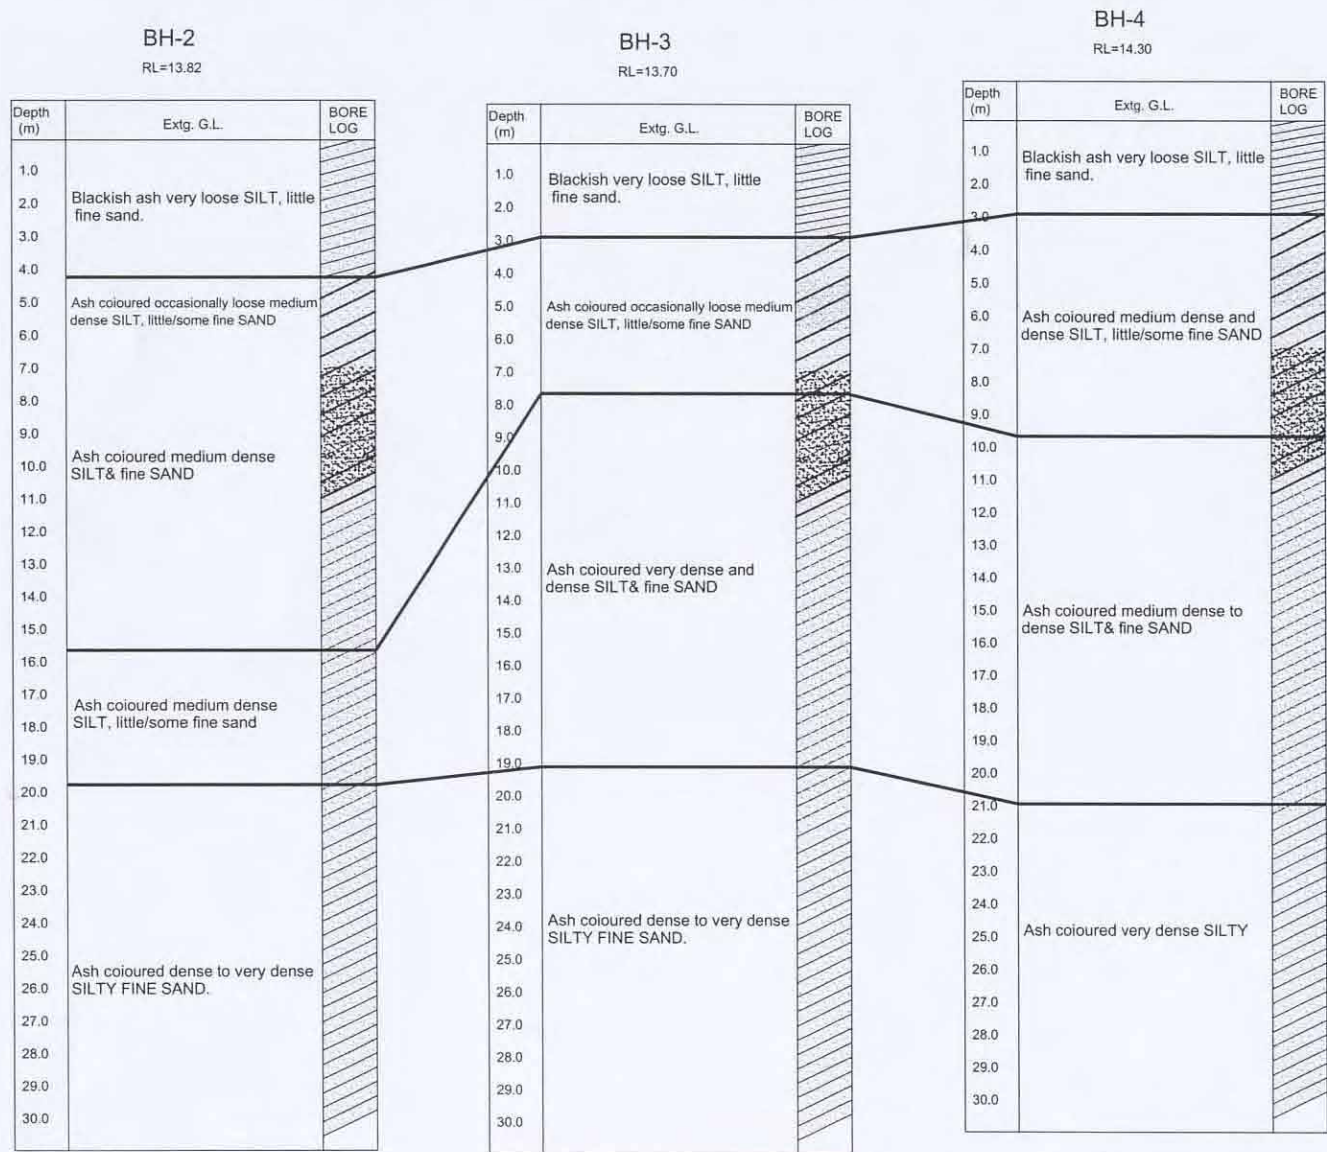 BH-2
RL=13.82
Depth
(m)
Extg. G.L.
BORE
LOG
1.0
2.0
3.0
4.0
5.0
6.0
7.0
8.0
9.0
10.0
11.0
12.0
13.0
14.0
15.0
16.0
17.0
18.0
19.0
20.0
21.0
22.0
23.0
24.0
25.0
26.0
27.0
28.0
29.0
30.0
Blackish ash very loose SILT, little
fine sand.
Ash coioured occasionally loose medium
dense SILT, little/some fine SAND
Ash coioured medium dense
SILT& fine SAND
Ash coioured medium dense
SILT, little/some fine sand
Ash coioured dense to very dense
SILTY FINE SAND.
BH-3
RL=13.70
Depth
(m)
Extg. G.L.
BORE
LOG
1.0
2.0
3.0
4.0
5.0
6.0
7.0
8.0
9.0
10.0
11.0
12.0
13.0
14.0
15.0
16.0
17.0
18.0
19.0
20.0
21.0
22.0
23.0
24.0
25.0
26.0
27.0
28.0
29.0
30.0
Blackish very loose SILT, little
fine sand.
Ash coioured occasionally loose medium
dense SILT, little/some fine SAND
Ash coioured very dense and
dense SILT& fine SAND
Ash coioured dense to very dense
SILTY FINE SAND.
BH-4
RL=14.30
Depth
(m)
Extg. G.L.
BORE
LOG
1.0
2.0
3.0
4.0
5.0
6.0
7.0
8.0
9.0
10.0
11.0
12.0
13.0
14.0
15.0
16.0
17.0
18.0
19.0
20.0
21.0
22.0
23.0
24.0
25.0
26.0
27.0
28.0
29.0
30.0
Blackish ash very loose SILT, little
fine sand.
Ash coioured medium dense and
dense SILT, little/some fine SAND
Ash coioured medium dense to
dense SILT& fine SAND
Ash coioured very dense SILTY